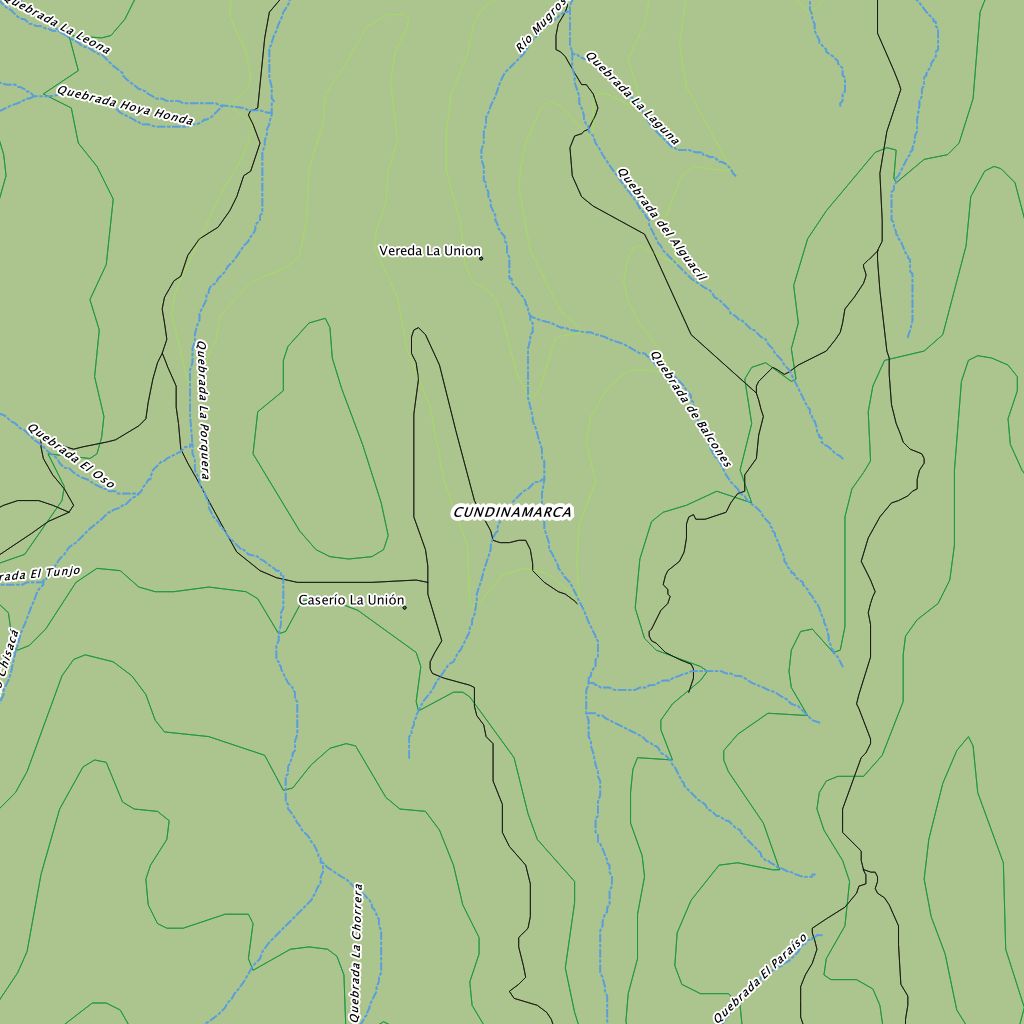 Quebrada La Leona
Río Mugros
Quebrada Hoya Honda
Quebrada La Laguna
Quebrada del Alguacil
Vereda La Union
Quebrada La Porquera
Quebrada de Balcones
Quebrada El Oso
CUNDINAMARCA
rada El Tunjo
Caserío La Unión
o Chisacá
Quebrada La Chorrera
Quebrada El Paraíso